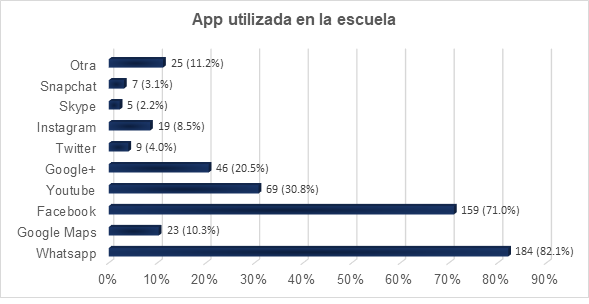 App utilizada en la escuela
Otra 25 (11.2%)
Snapchat 7 (3.1%)
Skype 5 (2.2%)
Instagram 19 (8.5%)
Twitter 9 (4.0%)
Google+ 46 (20.5%)
Youtube 69 (30.8%)
Facebook 159 (71.0%)
Google Maps 23 (10.3%)
Whatsapp 184 (82.1%)
0% 10% 20% 30% 40% 50% 60% 70% 80% 90%